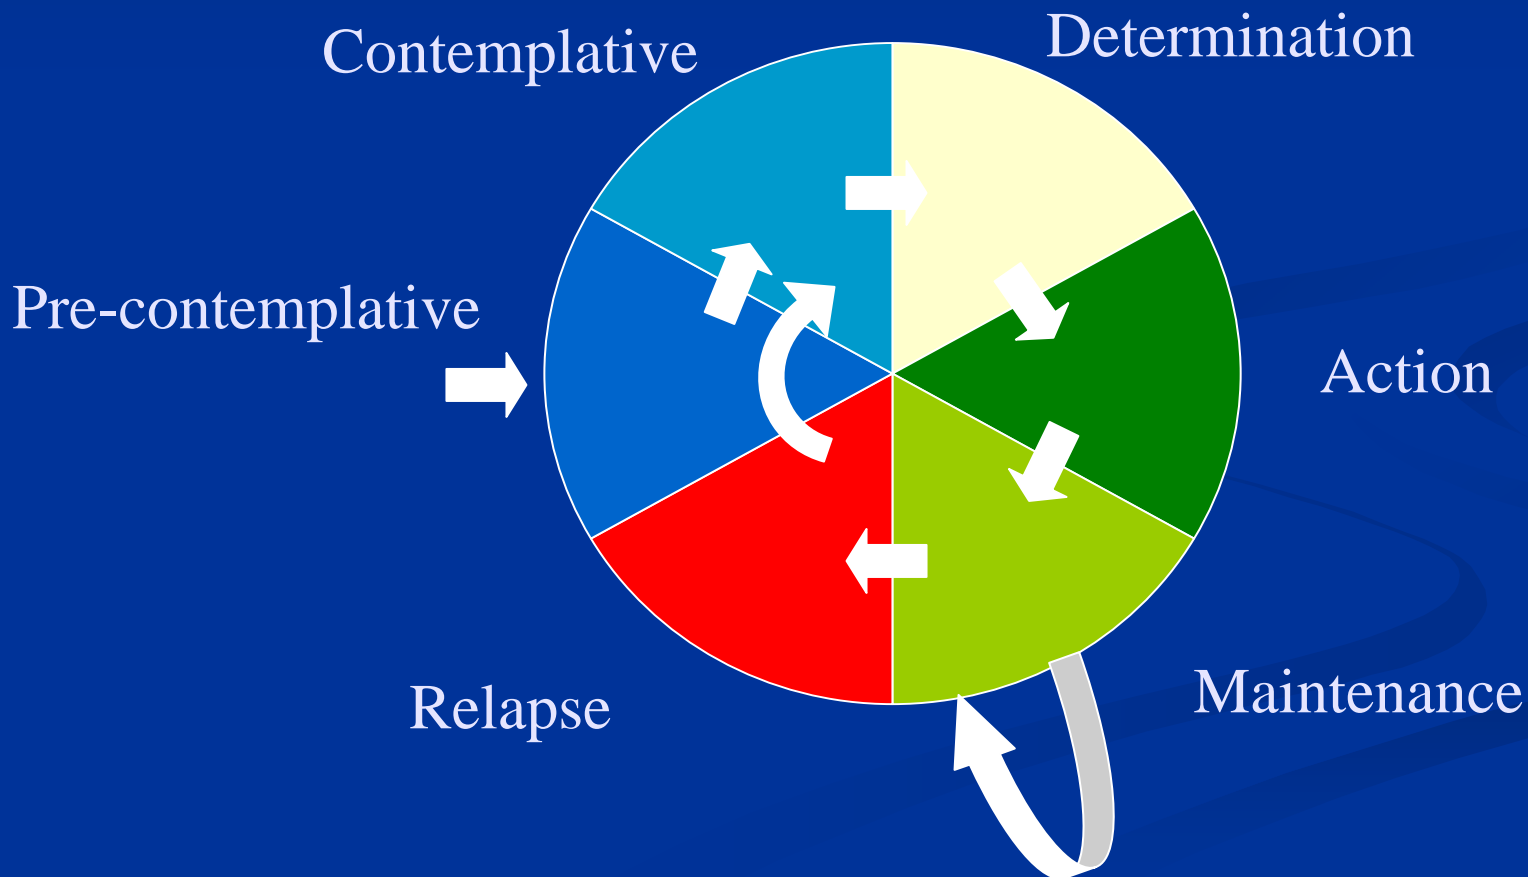 Contemplative
Determination
Pre-contemplative
Action
Relapse
Maintenance